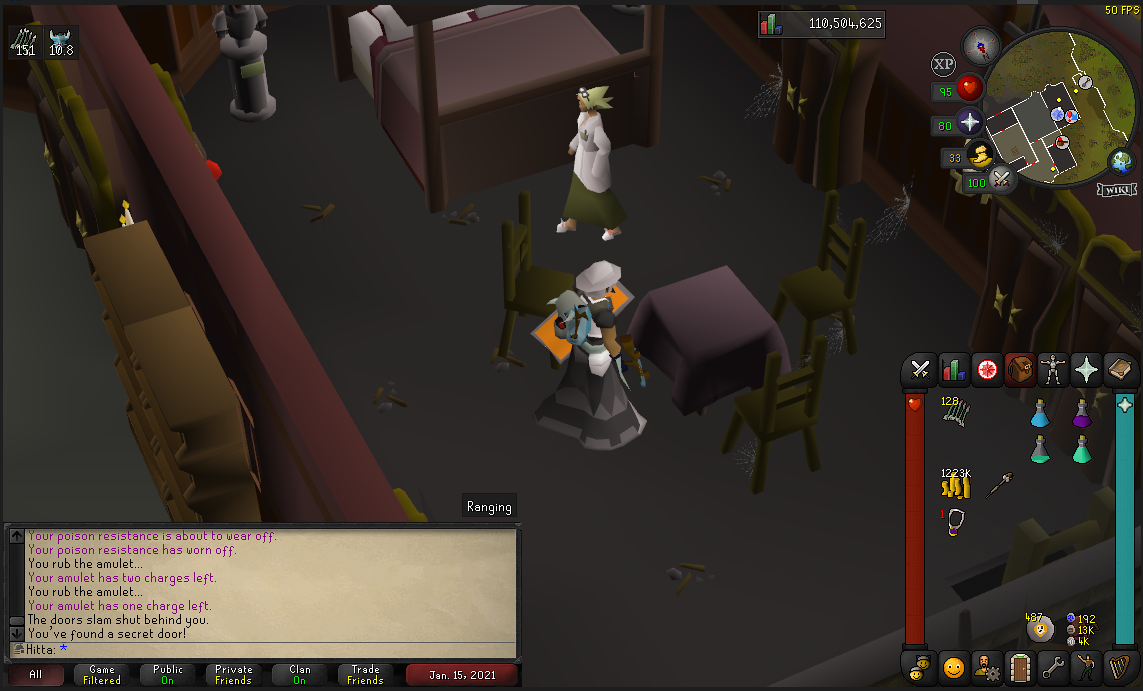 50 FPS
151
10.8
110,504,625
XP
95
80
33
100
WIKI
Ranging
128
1223K
1
487
192
13K
4K
Your poison resistance is about to wear off.
Your poison resistance has worn off.
You rub the amulet...
Your amulet has two charges left.
You rub the amulet...
Your amulet has one charge left.
The doors slam shut behind you.
You've found a secret door!
Hitta: *
All
Game
Filtered
Public
On
Private
Friends
Clan
On
Trade
Friends
Jan. 15, 2021